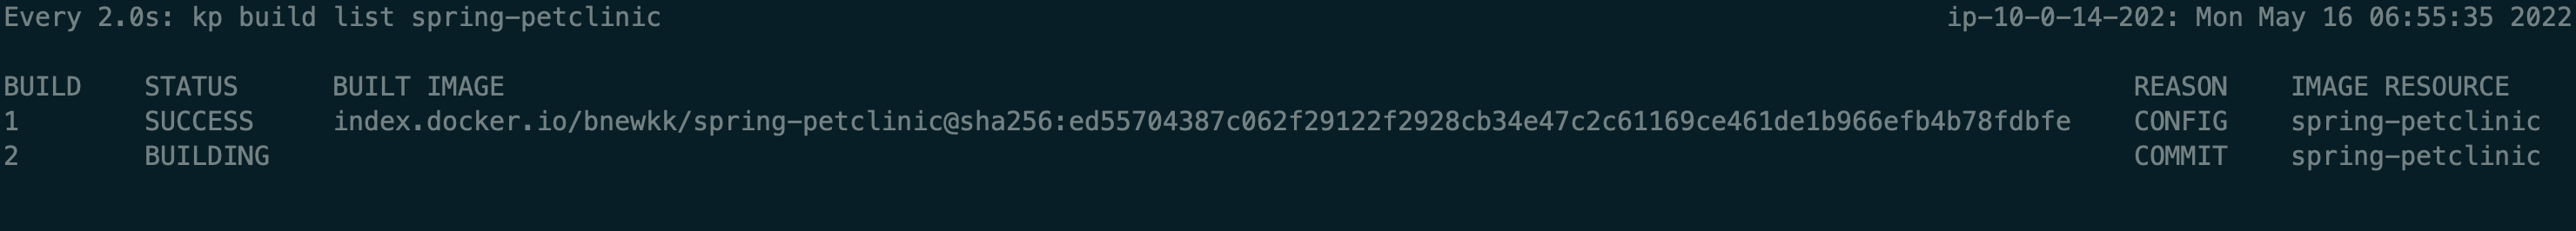 Every 2.0s: kp build list spring-petclinic ip-10-0-14-202: Mon May 16 06:55:35 2022
BUILD STATUS BUILT IMAGE REASON IMAGE RESOURCE
1 SUCCESS index.docker.io/bnewkk/spring-petclinic@sha256:ed55704387c062f29122f2928cb34e47c2c61169ce461de1b966efb4b78fdbfe CONFIG spring-petclinic
2 BUILDING COMMIT spring-petclinic